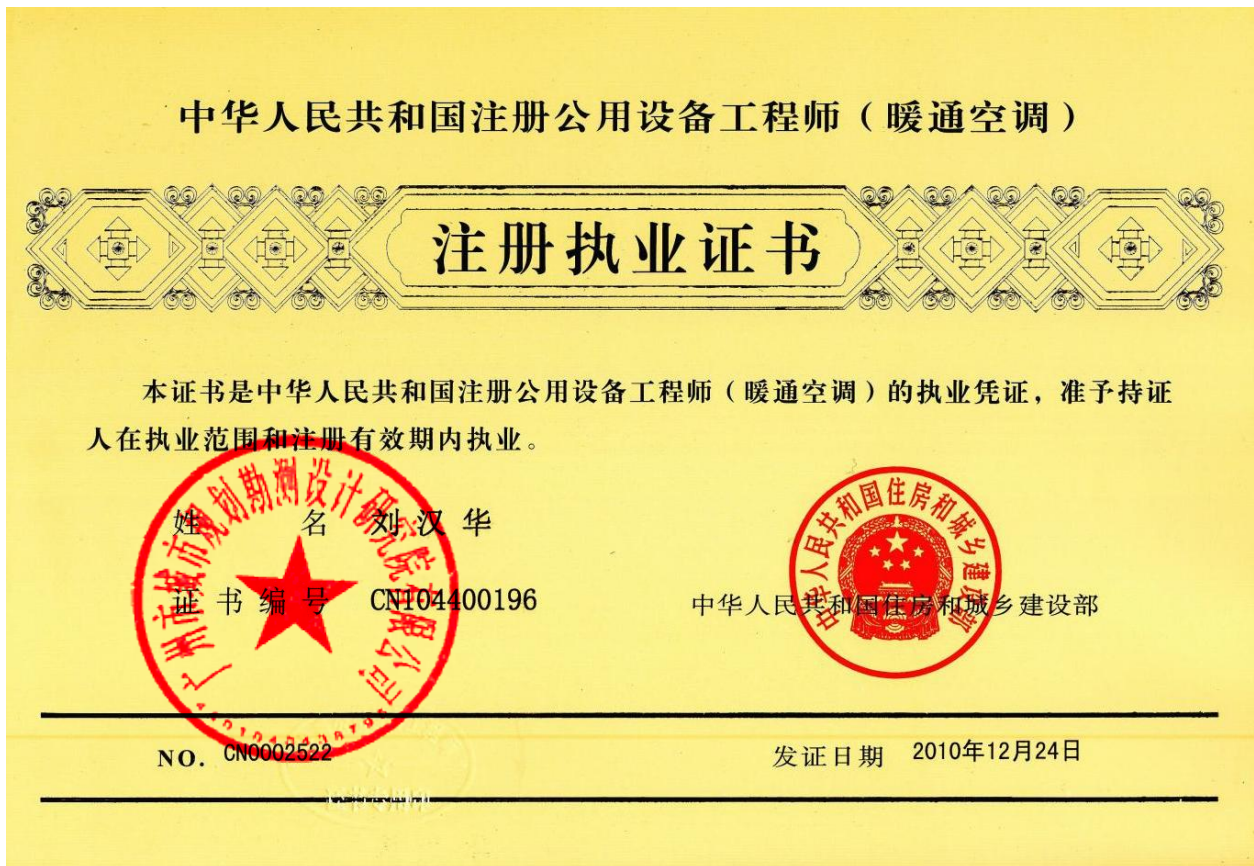 中华人民共和国注册公用设备工程师（暖通空调）
注册执业证书
本证书是中华人民共和国注册公用设备工程师（暖通空调）的执业凭证，准予持证
人在执业范围和注册有效期内执业。
广州市城市规划勘测设计研究院有限公司
姓 名 刘汉华
证书编号 CN104400196
中华人民共和国住房和城乡建设部
中华人民共和国住房和城乡建设部
NO. CN0002522
发证日期 2010年12月24日